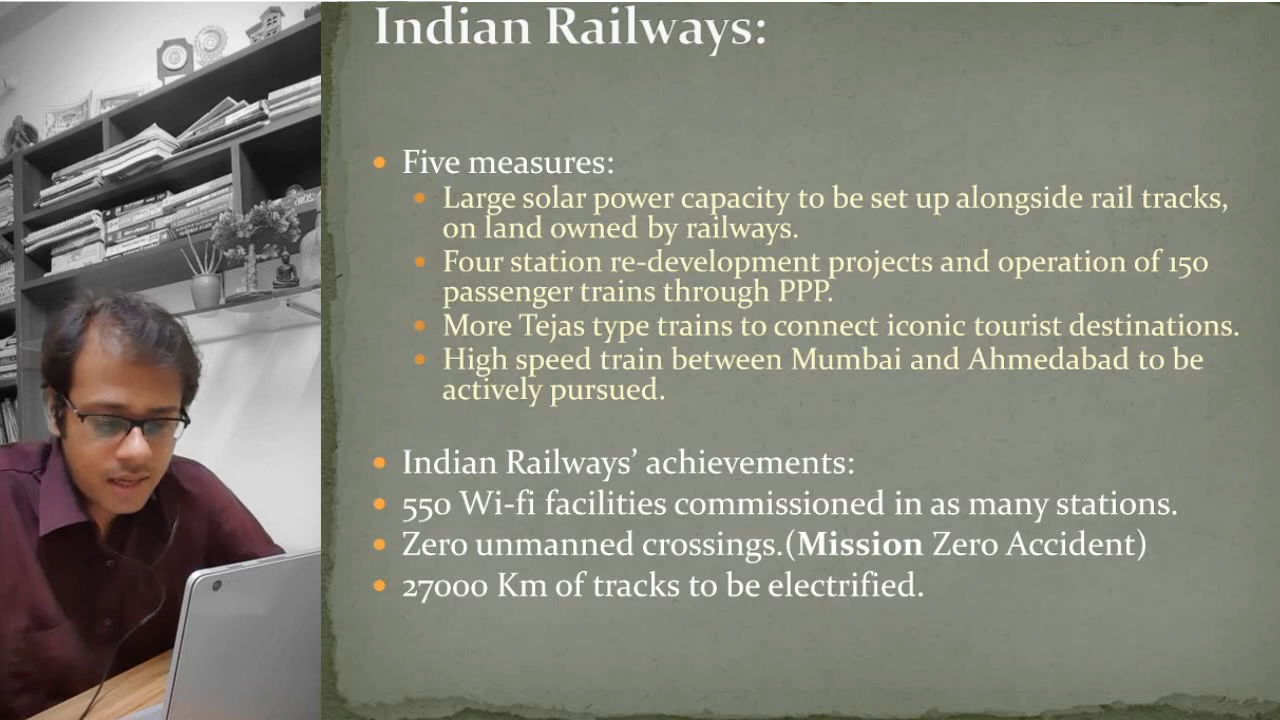 Indian Railways:
Five measures:
Large solar power capacity to be set up alongside rail tracks,
on land owned by railways.
Four station re-development projects and operation of 150
passenger trains through PPP.
More Tejas type trains to connect iconic tourist destinations.
High speed train between Mumbai and Ahmedabad to be
actively pursued.
Indian Railways’ achievements:
550 Wi-fi facilities commissioned in as many stations.
Zero unmanned crossings.(Mission Zero Accident)
27000 Km of tracks to be electrified.